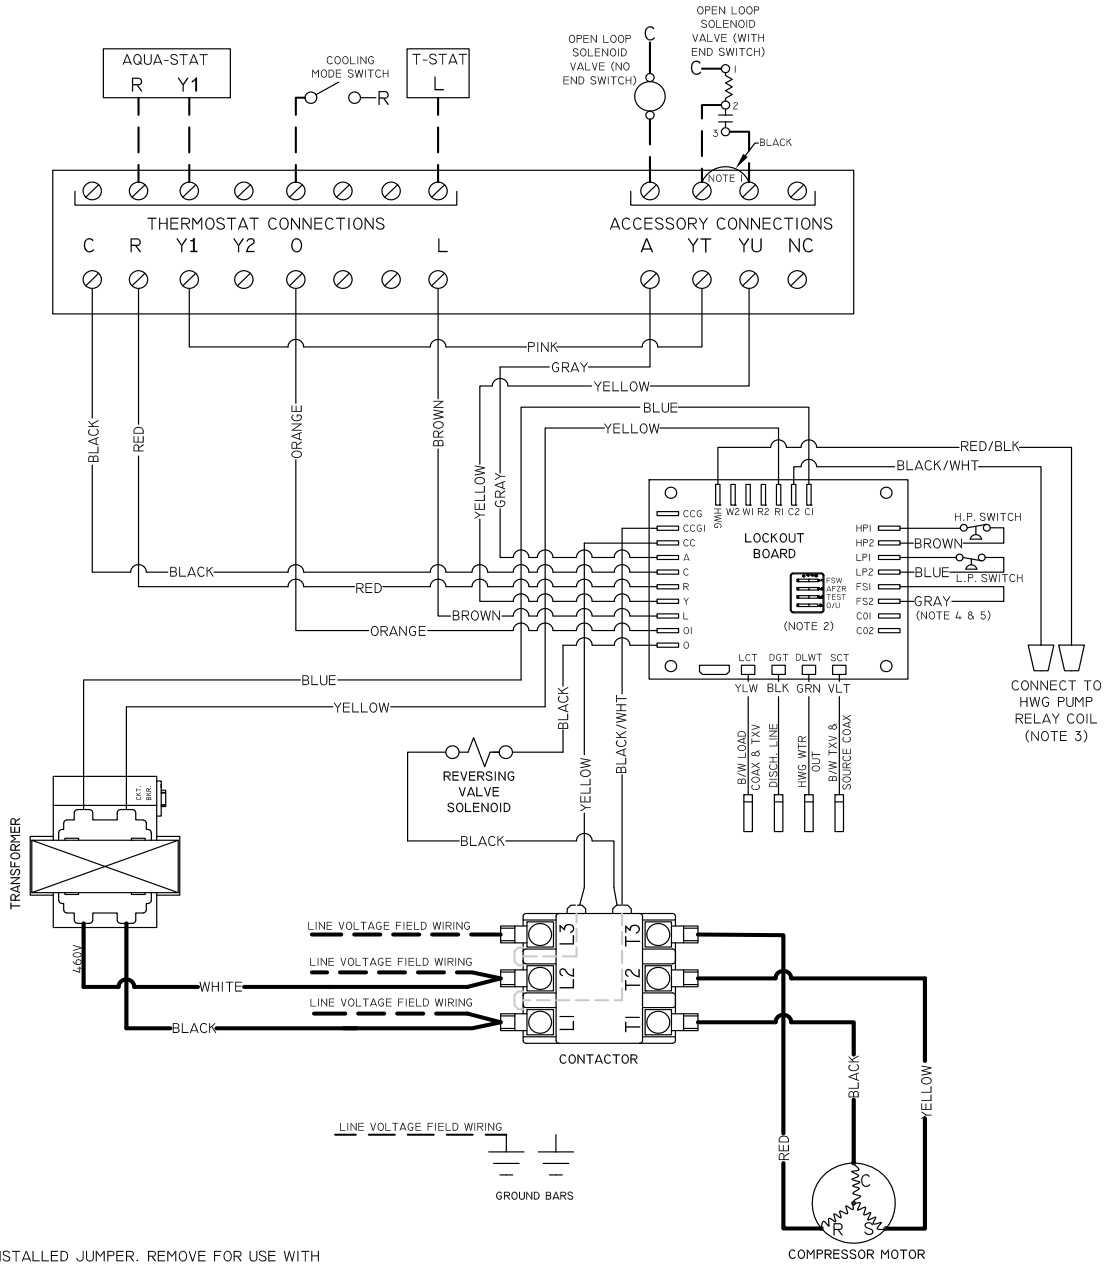 OPEN LOOP
SOLENOID
VALVE (WITH
END SWITCH)
OPEN LOOP
SOLENOID
VALVE (NO
END SWITCH)
C
C
1
2
3
BLACK
NOTE 1
AQUA-STAT
R Y1
COOLING
MODE SWITCH
R
T-STAT
L
THERMOSTAT CONNECTIONS
ACCESSORY CONNECTIONS
C R Y1 Y2 O L A YT YU NC
PINK
GRAY
YELLOW
BLUE
YELLOW
BLACK
RED
ORANGE
BROWN
YELLOW
GRAY
RED/BLK
BLACK/WHT
HWG W2 W1 R2 R1 C2 C1
CCG
CCG1
CC
A
C
R
Y
L
O1
O
LOCKOUT
BOARD
FSW
AFZR
TEST
O/U
(NOTE 2)
HP1
HP2
LP1
LP2
FS1
FS2
CO1
CO2
H.P. SWITCH
BROWN
BLUE
L.P. SWITCH
GRAY
(NOTE 4 & 5)
BLACK
RED
BROWN
ORANGE
LCT DGT DLWT SCT
YLW BLK GRN VLT
B/W LOAD
COAX & TXV
DISCH. LINE
HWG WTR
OUT
B/W TXV &
SOURCE COAX
CONNECT TO
HWG PUMP
RELAY COIL
(NOTE 3)
BLUE
YELLOW
BLACK
BLACK/WHT
YELLOW
REVERSING
VALVE
SOLENOID
BLACK
CKT.
BKR.
TRANSFORMER
460V
WHITE
BLACK
LINE VOLTAGE FIELD WIRING
LINE VOLTAGE FIELD WIRING
LINE VOLTAGE FIELD WIRING
L3 T3
L2 T2
L1 T1
CONTACTOR
BLACK
YELLOW
RED
LINE VOLTAGE FIELD WIRING
GROUND BARS
C
R S
COMPRESSOR MOTOR
NSTALLED JUMPER. REMOVE FOR USE WITH